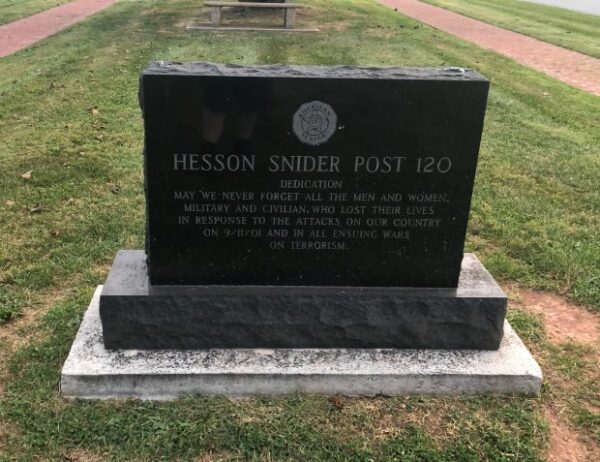 AMERICAN
LEGION
HESSON SNIDER POST 120
DEDICATION
MAY WE NEVER FORGET ALL THE MEN AND WOMEN,
MILITARY AND CIVILIAN, WHO LOST THEIR LIVES
IN RESPONSE TO THE ATTACKS ON OUR COUNTRY
ON 9/11/01 AND IN ALL ENSUING WARS
ON TERRORISM.